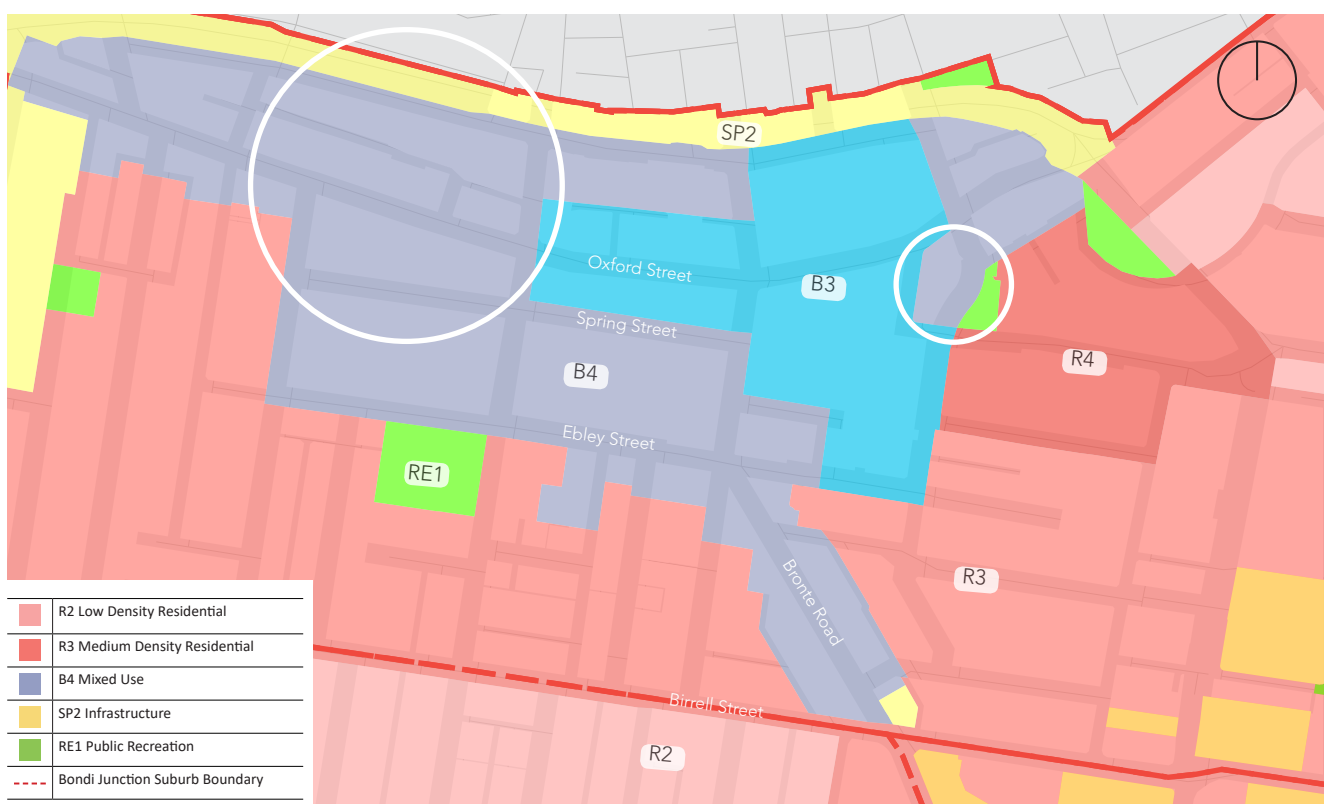 SP2
Oxford Street
B3
Spring Street
R4
B4
Ebley Street
RE1
R3
Bronte Road
Birrell Street
R2
R2 Low Density Residential
R3 Medium Density Residential
B4 Mixed Use
SP2 Infrastructure
RE1 Public Recreation
Bondi Junction Suburb Boundary